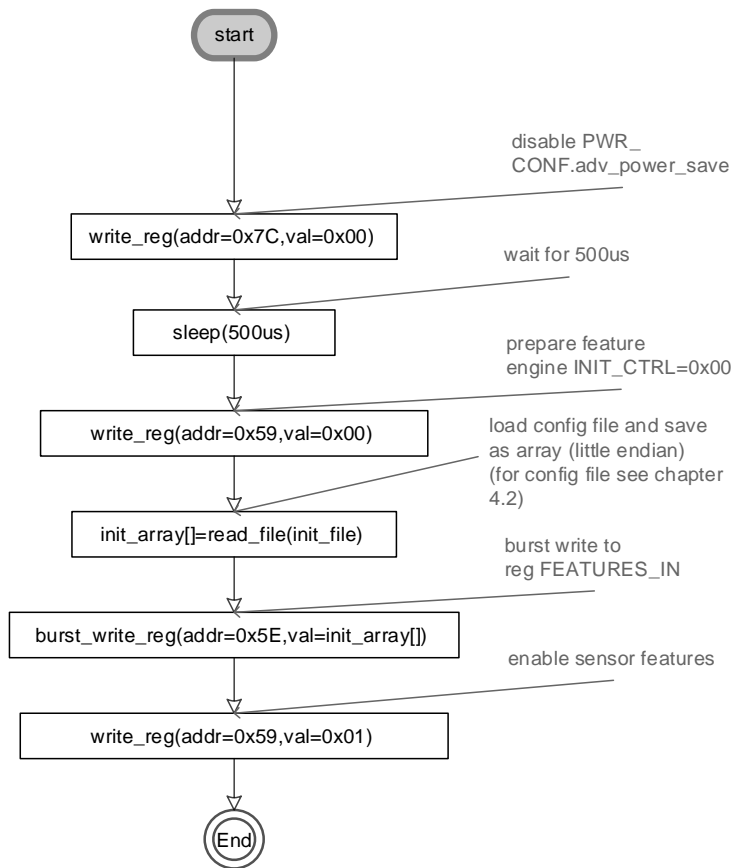 start
disable PWR_
CONF.adv_power_save
write_reg(addr=0x7C,val=0x00)
wait for 500us
sleep(500us)
prepare feature
engine INIT_CTRL=0x00
write_reg(addr=0x59,val=0x00)
load config file and save
as array (little endian)
(for config file see chapter
4.2)
init_array[]=read_file(init_file)
burst write to
reg FEATURES_IN
burst_write_reg(addr=0x5E,val=init_array[])
enable sensor features
write_reg(addr=0x59,val=0x01)
End